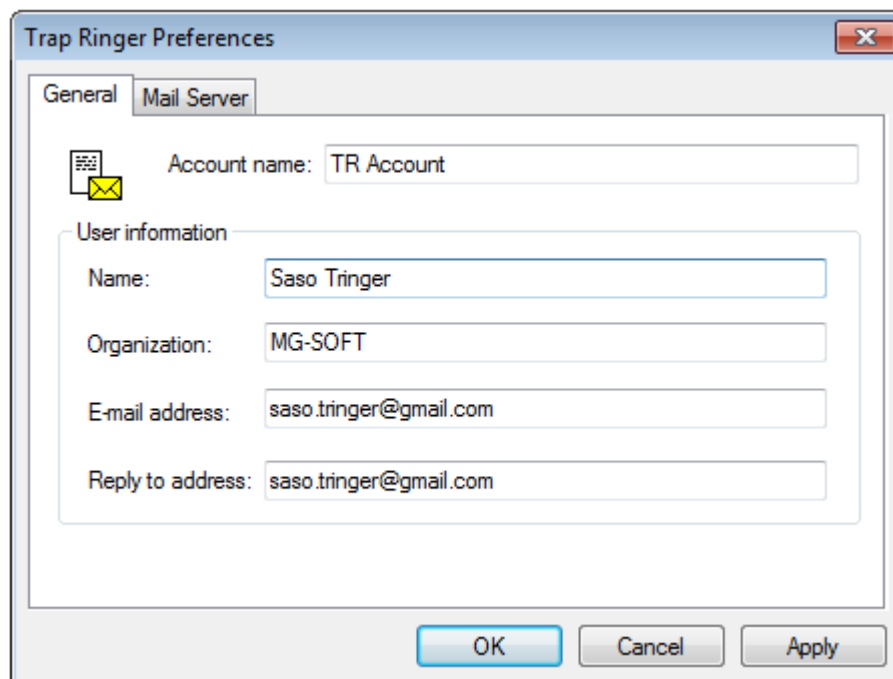 Trap Ringer Preferences
General Mail Server
Account name: TR Account
User information
Name: Saso Tringer
Organization: MG-SOFT
E-mail address: saso.tringer@gmail.com
Reply to address: saso.tringer@gmail.com
OK Cancel Apply